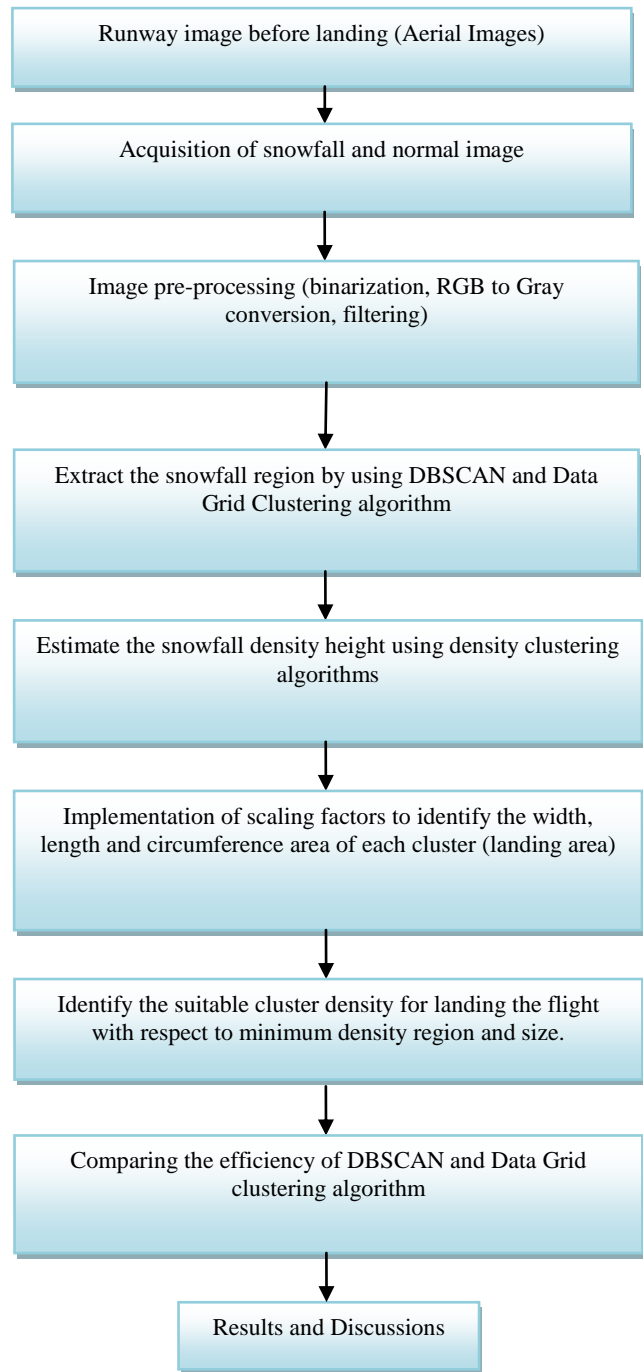 Runway image before landing (Aerial Images)
Acquisition of snowfall and normal image
Image pre-processing (binarization, RGB to Gray
conversion, filtering)
Extract the snowfall region by using DBSCAN and Data
Grid Clustering algorithm
Estimate the snowfall density height using density clustering
algorithms
Implementation of scaling factors to identify the width,
length and circumference area of each cluster (landing area)
Identify the suitable cluster density for landing the flight
with respect to minimum density region and size.
Comparing the efficiency of DBSCAN and Data Grid
clustering algorithm
Results and Discussions